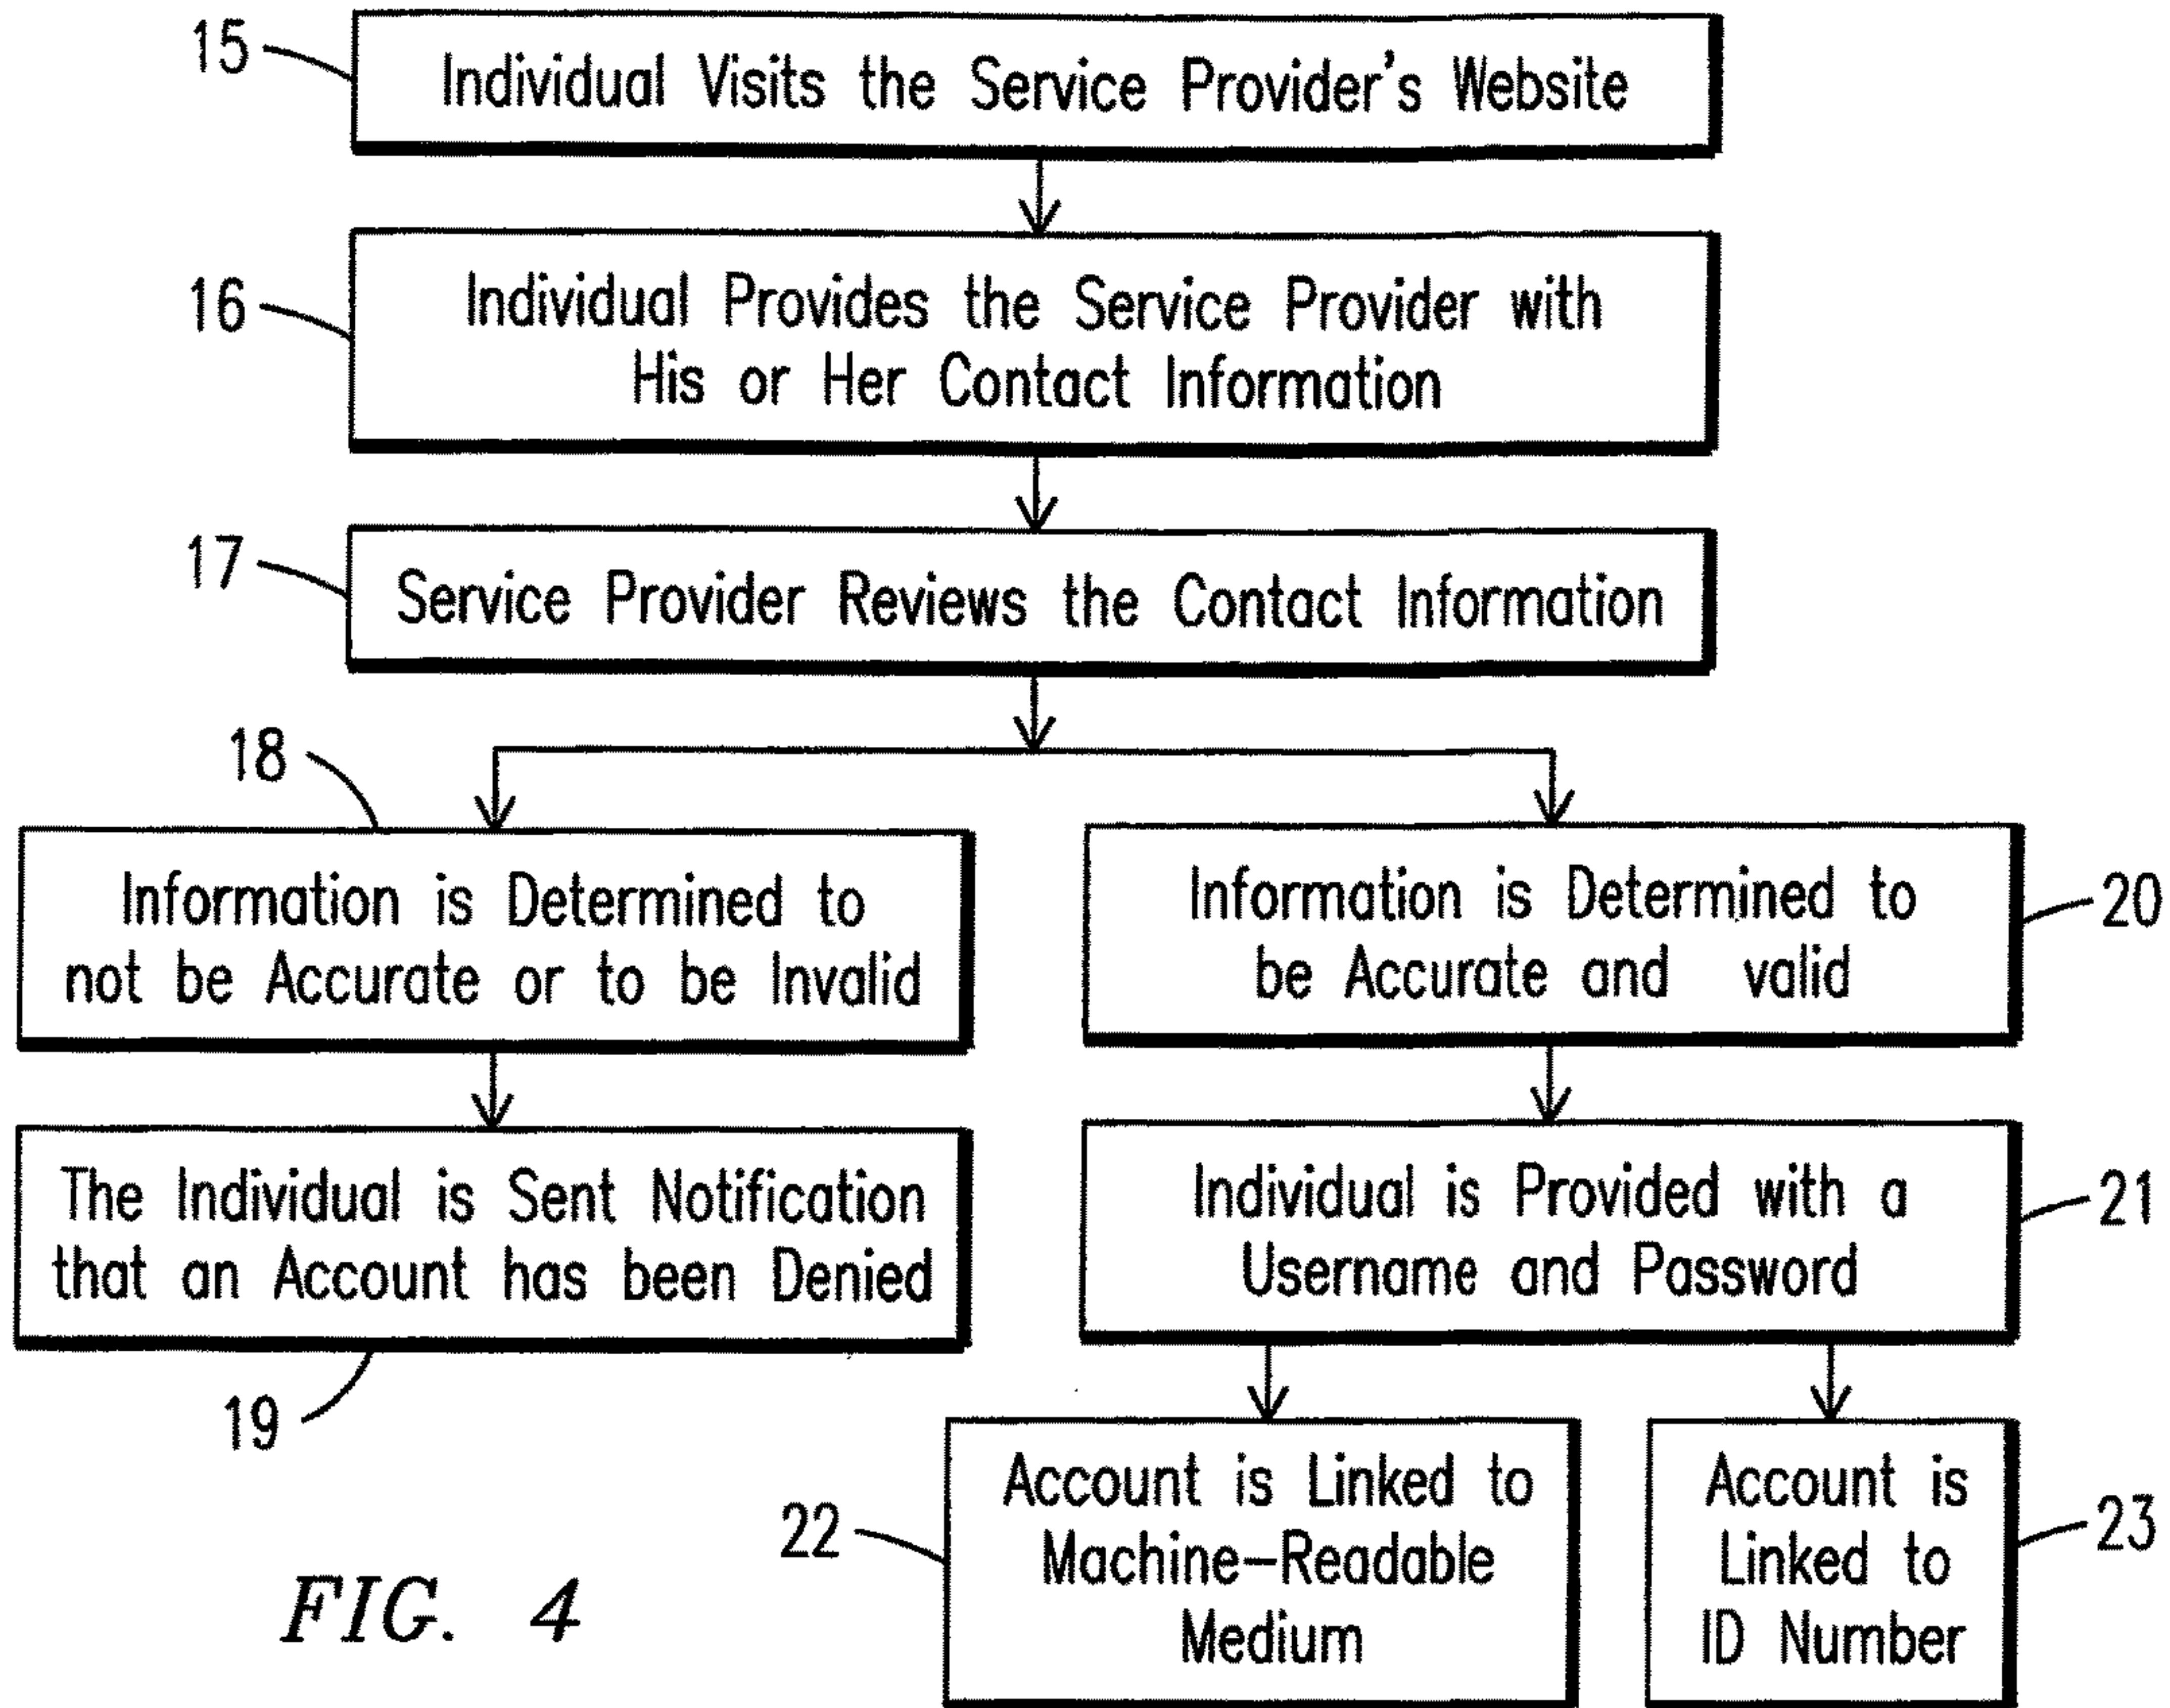 15
Individual Visits the Service Provider's Website
16
Individual Provides the Service Provider with
His or Her Contact Information
17
Service Provider Reviews the Contact Information
18
Information is Determined to
not be Accurate or to be Invalid
The Individual is Sent Notification
that an Account has been Denied
19
Information is Determined to
be Accurate and valid
20
Individual is Provided with a
Username and Password
21
22
Account is Linked to
Machine-Readable
Medium
Account is
Linked to
ID Number
23
FIG. 4